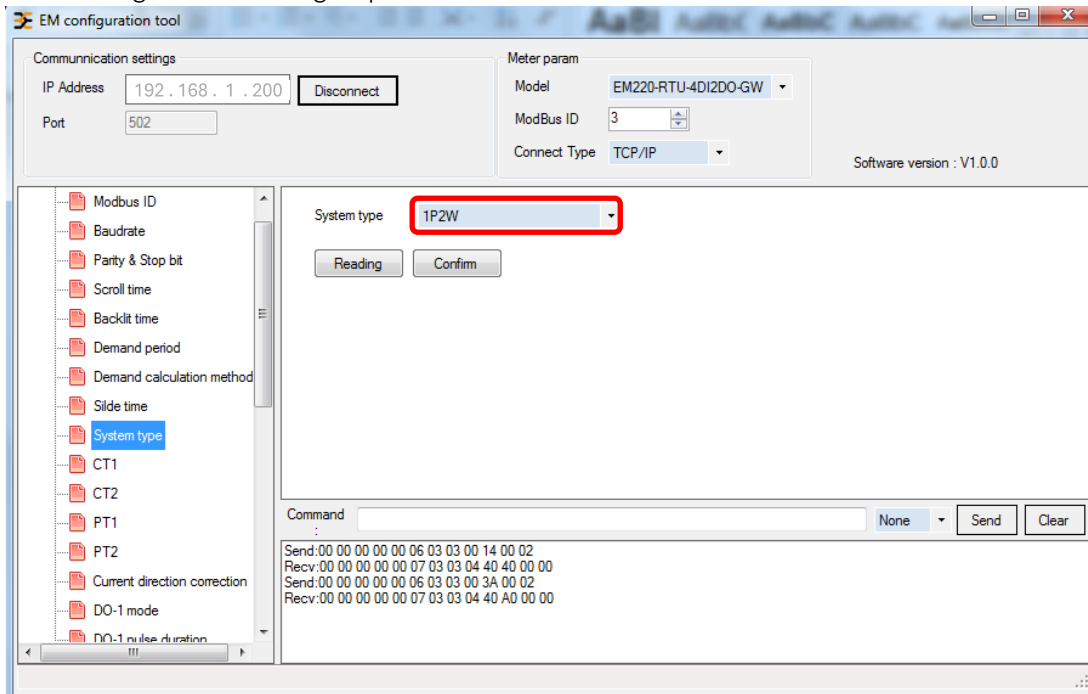 EM configuration tool
Communnication settings
IP Address 192 . 168 . 1 . 200 Disconnect
Port 502
Meter param
Model EM220-RTU-4DI2DO-GW
ModBus ID 3
Connect Type TCP/IP
Software version : V1.0.0
Modbus ID
Baudrate
Parity & Stop bit
Scroll time
Backlit time
Demand period
Demand calculation method
Silde time
System type
CT1
CT2
PT1
PT2
Current direction correction
DO-1 mode
DO-1 pulse duration
System type 1P2W
Reading Confirm
Command :
None Send Clear
Send:00 00 00 00 00 06 03 03 00 14 00 02
Recv:00 00 00 00 00 07 03 03 04 40 40 00 00
Send:00 00 00 00 00 06 03 03 00 3A 00 02
Recv:00 00 00 00 00 07 03 03 04 40 A0 00 00